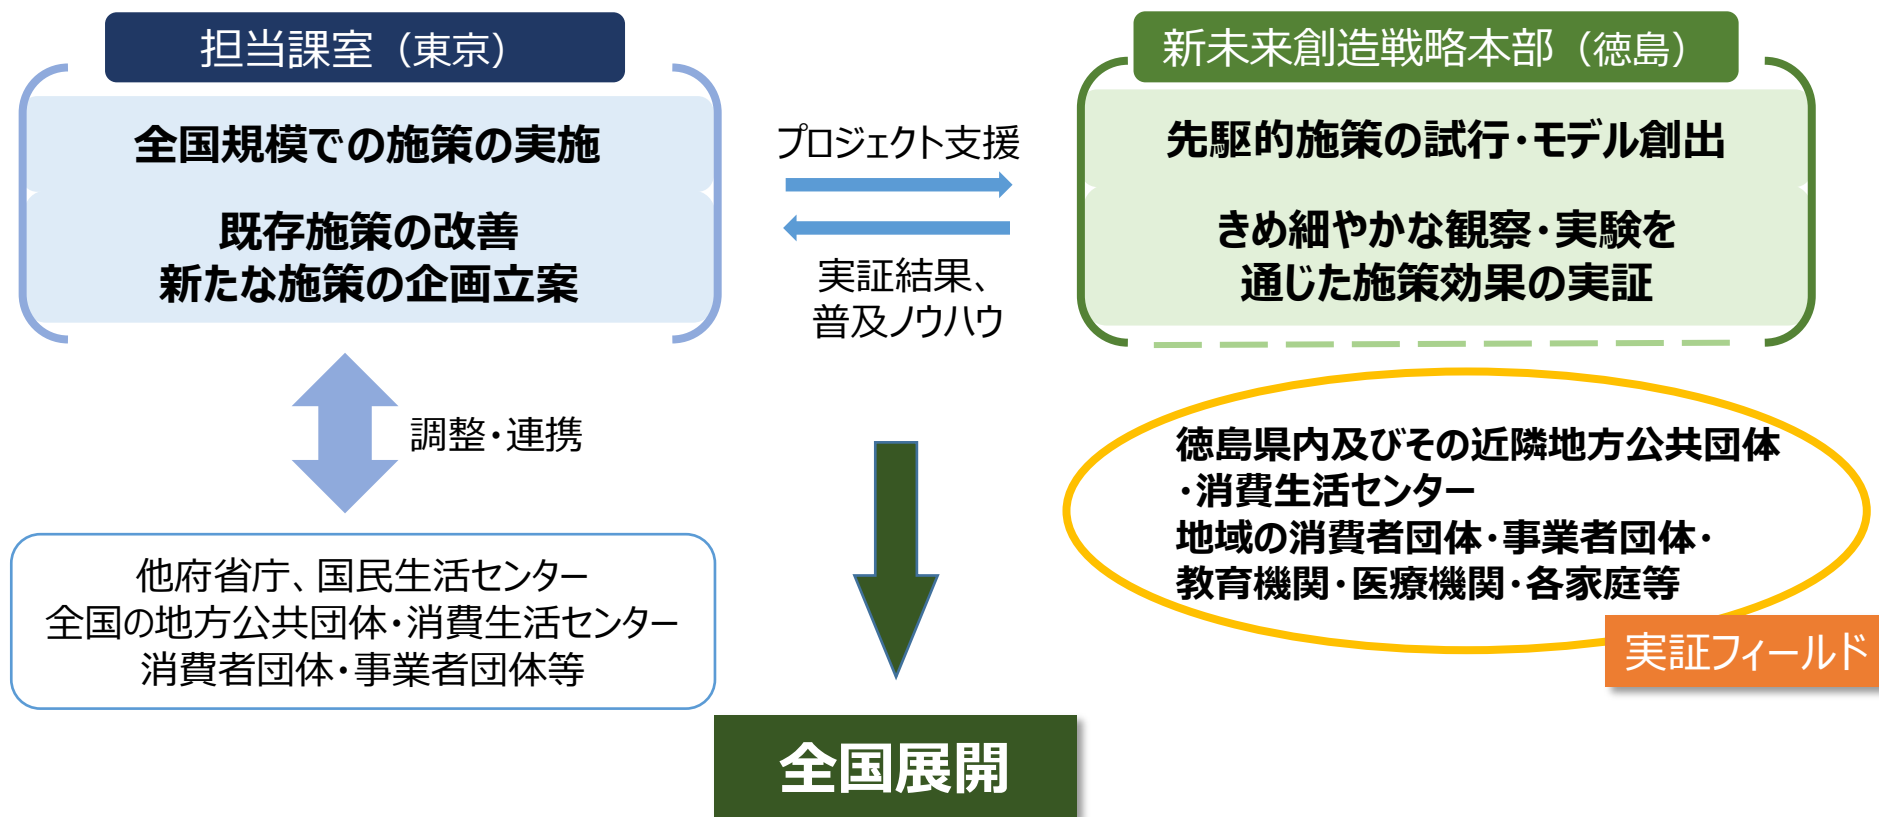 担当課室（東京）
全国規模での施策の実施
既存施策の改善
新たな施策の企画立案
プロジェクト支援
実証結果、
普及ノウハウ
新未来創造戦略本部（徳島）
先駆的施策の試行・モデル創出
きめ細やかな観察・実験を
通じた施策効果の実証
調整・連携
他府省庁、国民生活センター
全国の地方公共団体・消費生活センター
消費者団体・事業者団体等
徳島県内及びその近隣地方公共団体
・消費生活センター
地域の消費者団体・事業者団体・
教育機関・医療機関・各家庭等
実証フィールド
全国展開